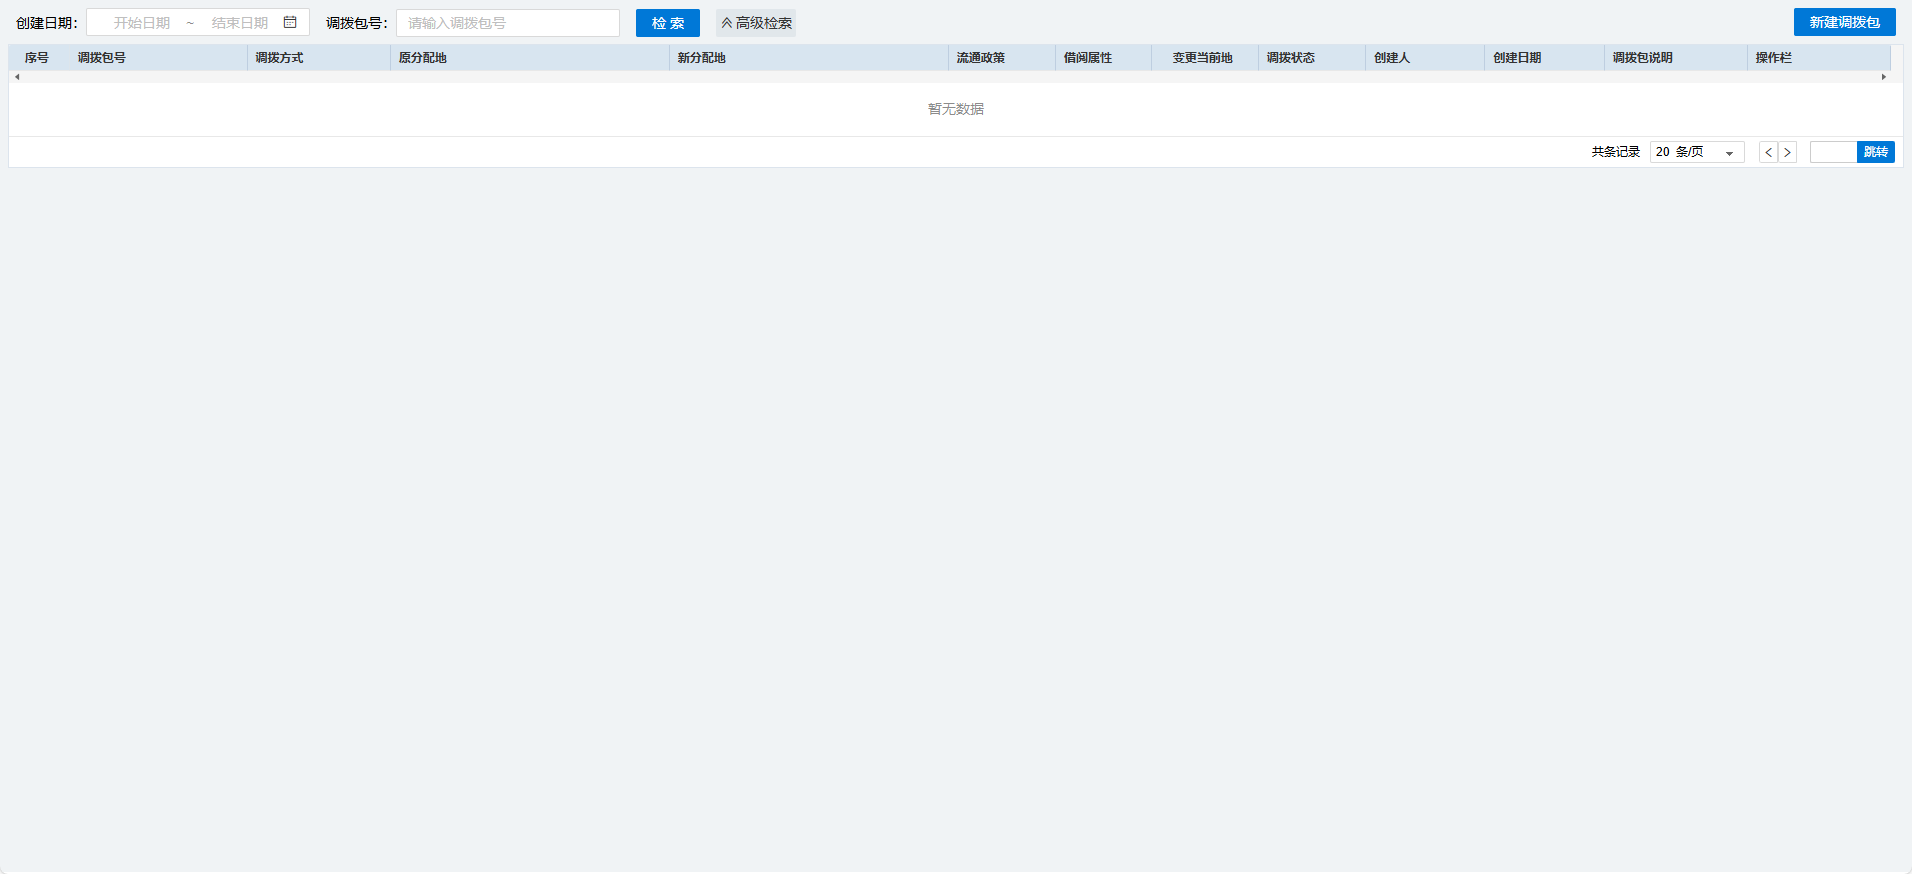 创建日期： 开始日期 ~ 结束日期 调拨包号： 请输入调拨包号 检 索 高级检索 新建调拨包
序号 调拨包号 调拨方式 原分配地 新分配地 流通政策 借阅属性 变更当前地 调拨状态 创建人 创建日期 调拨包说明 操作栏
暂无数据
共条记录 20 条/页 < > 跳转